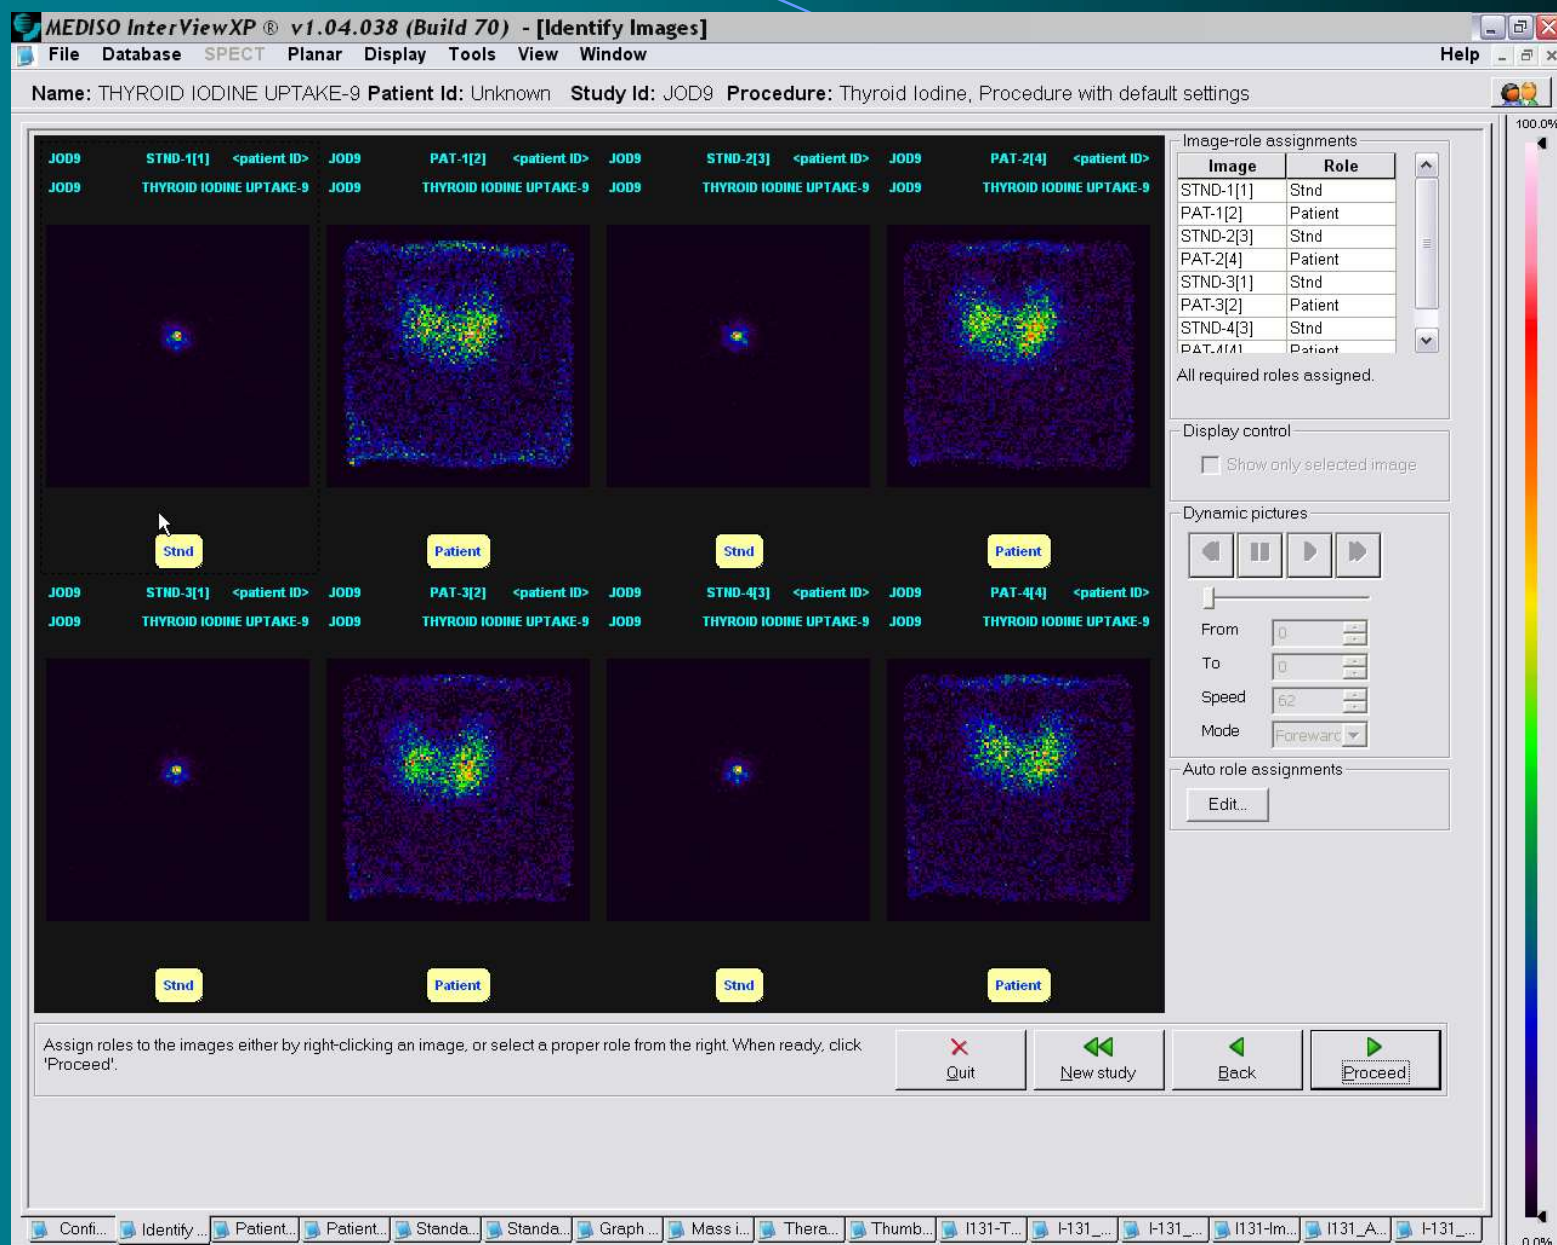 MEDISO InterViewXP ® v1.04.038 (Build 70) - [Identify Images]
File Database SPECT Planar Display Tools View Window Help
Name: THYROID IODINE UPTAKE-9 Patient Id: Unknown Study Id: JOD9 Procedure: Thyroid Iodine, Procedure with default settings
JOD9 STND-1[1] <patient ID> JOD9 PAT-1[2] <patient ID> JOD9 STND-2[3] <patient ID> JOD9 PAT-2[4] <patient ID>
JOD9 THYROID IODINE UPTAKE-9 JOD9 THYROID IODINE UPTAKE-9 JOD9 THYROID IODINE UPTAKE-9 JOD9 THYROID IODINE UPTAKE-9
Stnd Patient Stnd Patient
JOD9 STND-3[1] <patient ID> JOD9 PAT-3[2] <patient ID> JOD9 STND-4[3] <patient ID> JOD9 PAT-4[4] <patient ID>
JOD9 THYROID IODINE UPTAKE-9 JOD9 THYROID IODINE UPTAKE-9 JOD9 THYROID IODINE UPTAKE-9 JOD9 THYROID IODINE UPTAKE-9
Stnd Patient Stnd Patient
Image-role assignments
Image Role
STND-1[1] Stnd
PAT-1[2] Patient
STND-2[3] Stnd
PAT-2[4] Patient
STND-3[1] Stnd
PAT-3[2] Patient
STND-4[3] Stnd
PAT-4[4] Patient
All required roles assigned.
Display control
Show only selected image
Dynamic pictures
From 0
To 0
Speed 62
Mode Foreward
Auto role assignments
Edit...
100.0%
0.0%
Assign roles to the images either by right-clicking an image, or select a proper role from the right. When ready, click
'Proceed'.
Quit New study Back Proceed
Confi... Identify ... Patient... Patient... Standa... Standa... Graph ... Mass i... Thera... Thumb... I131-T... I-131_... I-131_... I131-Im... I131_A... I-131_...